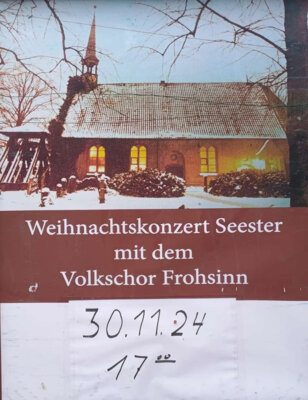 Weihnachtskonzert Seester
mit dem
Volkschor Frohsinn
30.11.24
17⁰⁰